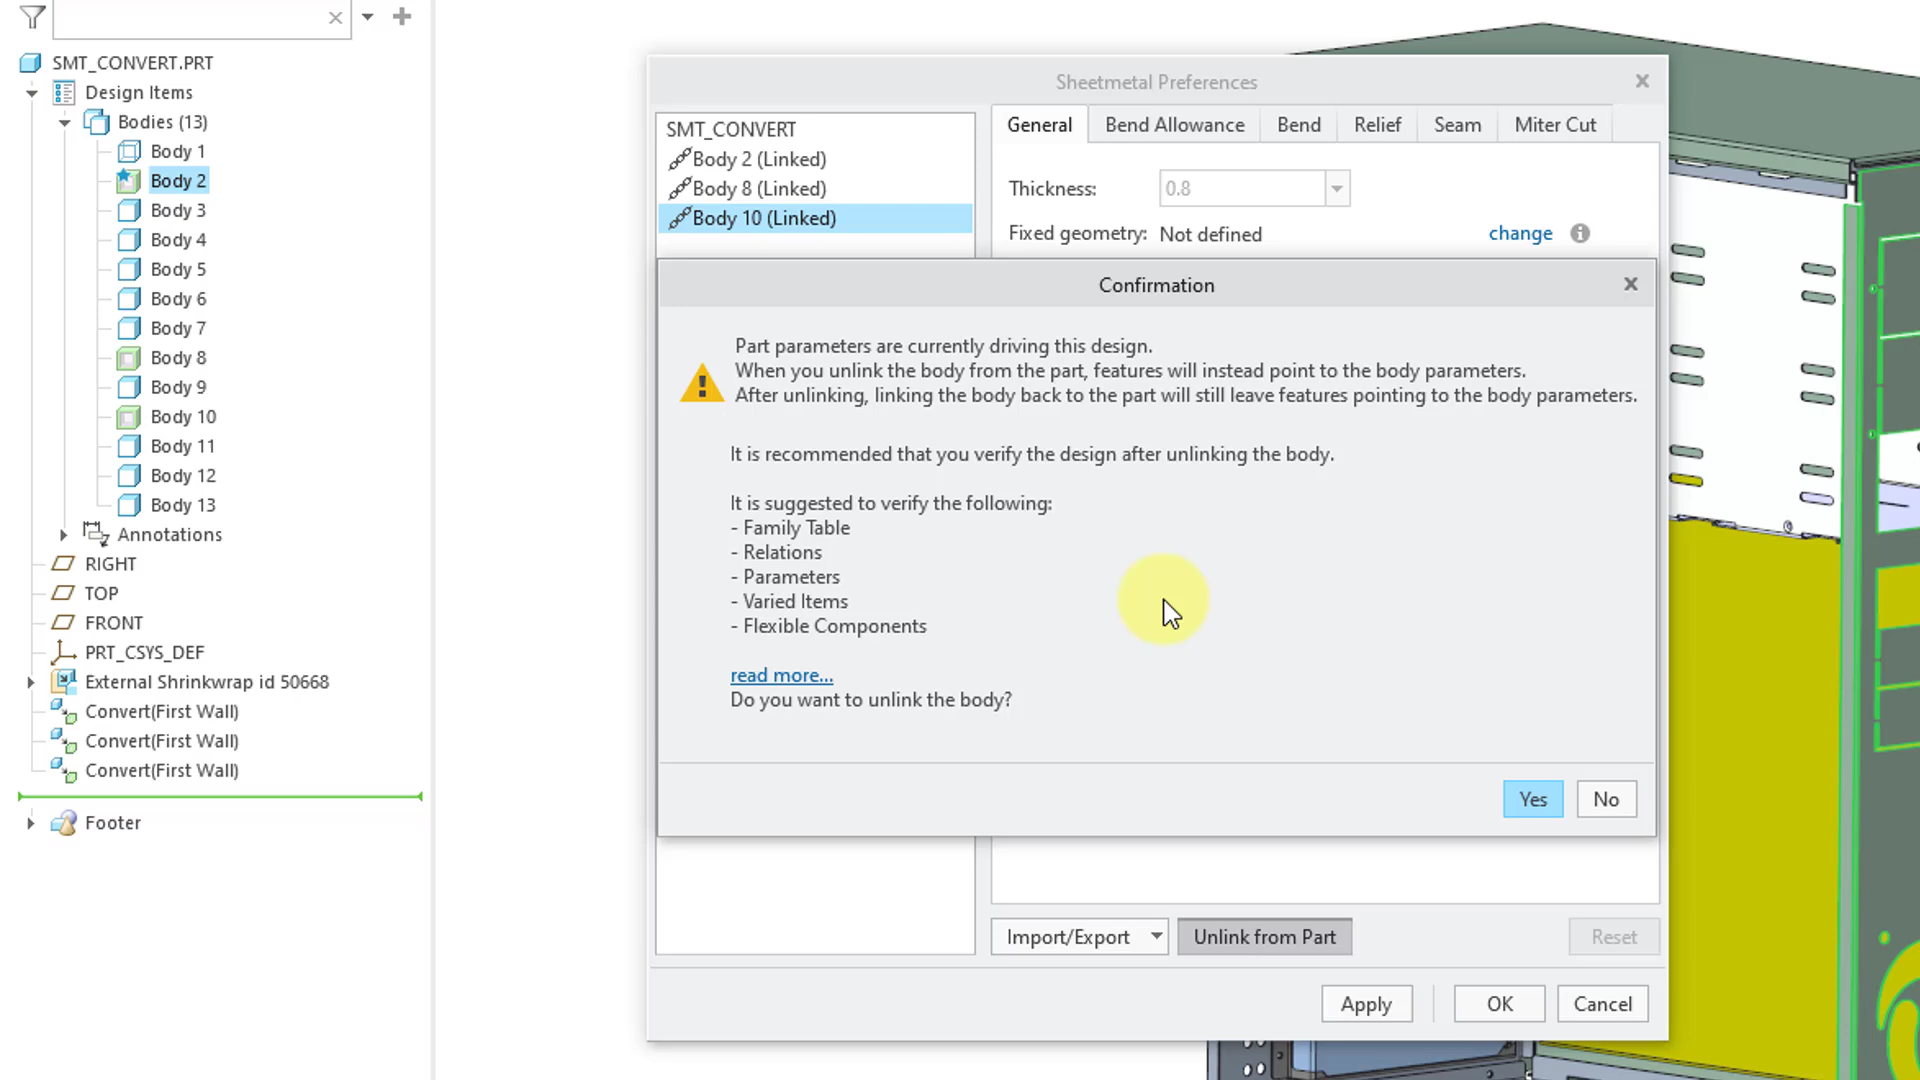 SMT_CONVERT.PRT
Design Items
Bodies (13)
Body 1
Body 2
Body 3
Body 4
Body 5
Body 6
Body 7
Body 8
Body 9
Body 10
Body 11
Body 12
Body 13
Annotations
RIGHT
TOP
FRONT
PRT_CSYS_DEF
External Shrinkwrap id 50668
Convert(First Wall)
Convert(First Wall)
Convert(First Wall)
Footer
Sheetmetal Preferences
SMT_CONVERT
Body 2 (Linked)
Body 8 (Linked)
Body 10 (Linked)
General Bend Allowance Bend Relief Seam Miter Cut
Thickness: 0.8
Fixed geometry: Not defined change
Confirmation
Part parameters are currently driving this design.
When you unlink the body from the part, features will instead point to the body parameters.
After unlinking, linking the body back to the part will still leave features pointing to the body parameters.
It is recommended that you verify the design after unlinking the body.
It is suggested to verify the following:
- Family Table
- Relations
- Parameters
- Varied Items
- Flexible Components
read more...
Do you want to unlink the body?
Yes No
Import/Export Unlink from Part Reset
Apply OK Cancel